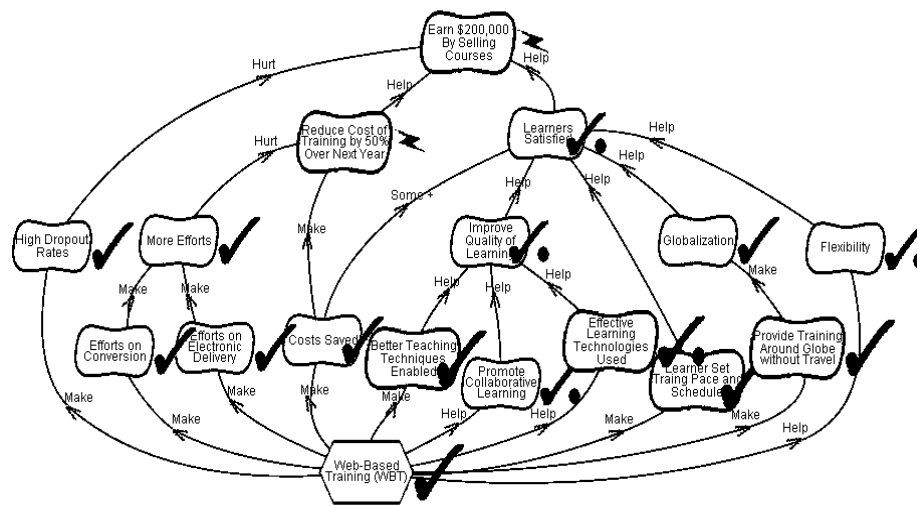 Earn $200,000
By Selling
Courses
Hurt
Help
Help
Reduce Cost of
Training by 50%
Over Next Year
Learners
Satisfied
Hurt
Help
Help
Help
Help
Some +
High Dropout
Rates
More Efforts
Make
Improve
Quality of
Learning
Globalization
Flexibility
Make
Make
Help
Help
Help
Make
Efforts on
Conversion
Efforts on
Electronic
Delivery
Costs Saved
Better Teaching
Techniques
Enabled
Promote
Collaborative
Learning
Effective
Learning
Technologies
Used
Learner Set
Traing Pace and
Schedule
Provide Training
Around Globe
without Travel
Make
Make
Make
Make
Make
Help
Help
Make
Make
Help
Web-Based
Training (WBT)